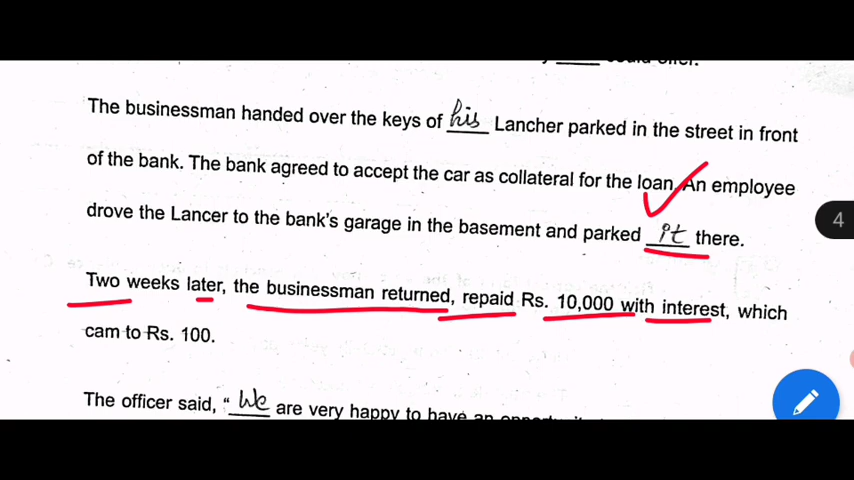 The businessman handed over the keys of his Lancher parked in the street in front
of the bank. The bank agreed to accept the car as collateral for the loan. An employee
drove the Lancer to the bank's garage in the basement and parked it there.
4
Two weeks later, the businessman returned, repaid Rs. 10,000 with interest, which
cam to Rs. 100.
The officer said, "We are very happy to have an